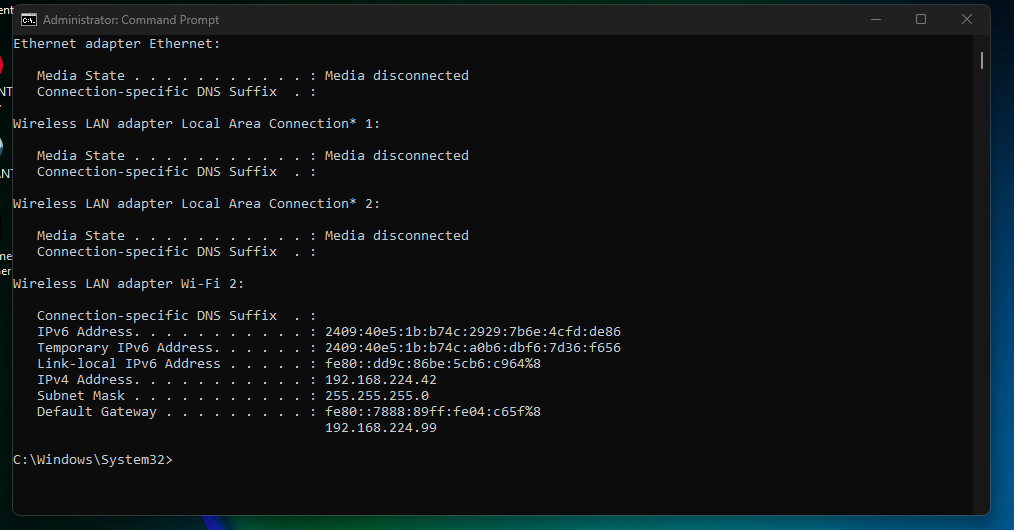 ent
Administrator: Command Prompt
Ethernet adapter Ethernet:
Media State . . . . . . . . . . . : Media disconnected
Connection-specific DNS Suffix  . :
NT
Wireless LAN adapter Local Area Connection* 1:
Media State . . . . . . . . . . . : Media disconnected
Connection-specific DNS Suffix  . :
ANT
Wireless LAN adapter Local Area Connection* 2:
Media State . . . . . . . . . . . : Media disconnected
Connection-specific DNS Suffix  . :
me
er
Wireless LAN adapter Wi-Fi 2:
Connection-specific DNS Suffix  . :
IPv6 Address. . . . . . . . . . . : 2409:40e5:1b:b74c:2929:7b6e:4cfd:de86
Temporary IPv6 Address. . . . . . : 2409:40e5:1b:b74c:a0b6:dbf6:7d36:f656
Link-local IPv6 Address . . . . . : fe80::dd9c:86be:5cb6:c964%8
IPv4 Address. . . . . . . . . . . : 192.168.224.42
Subnet Mask . . . . . . . . . . . : 255.255.255.0
Default Gateway . . . . . . . . . : fe80::7888:89ff:fe04:c65f%8
192.168.224.99
C:\Windows\System32>